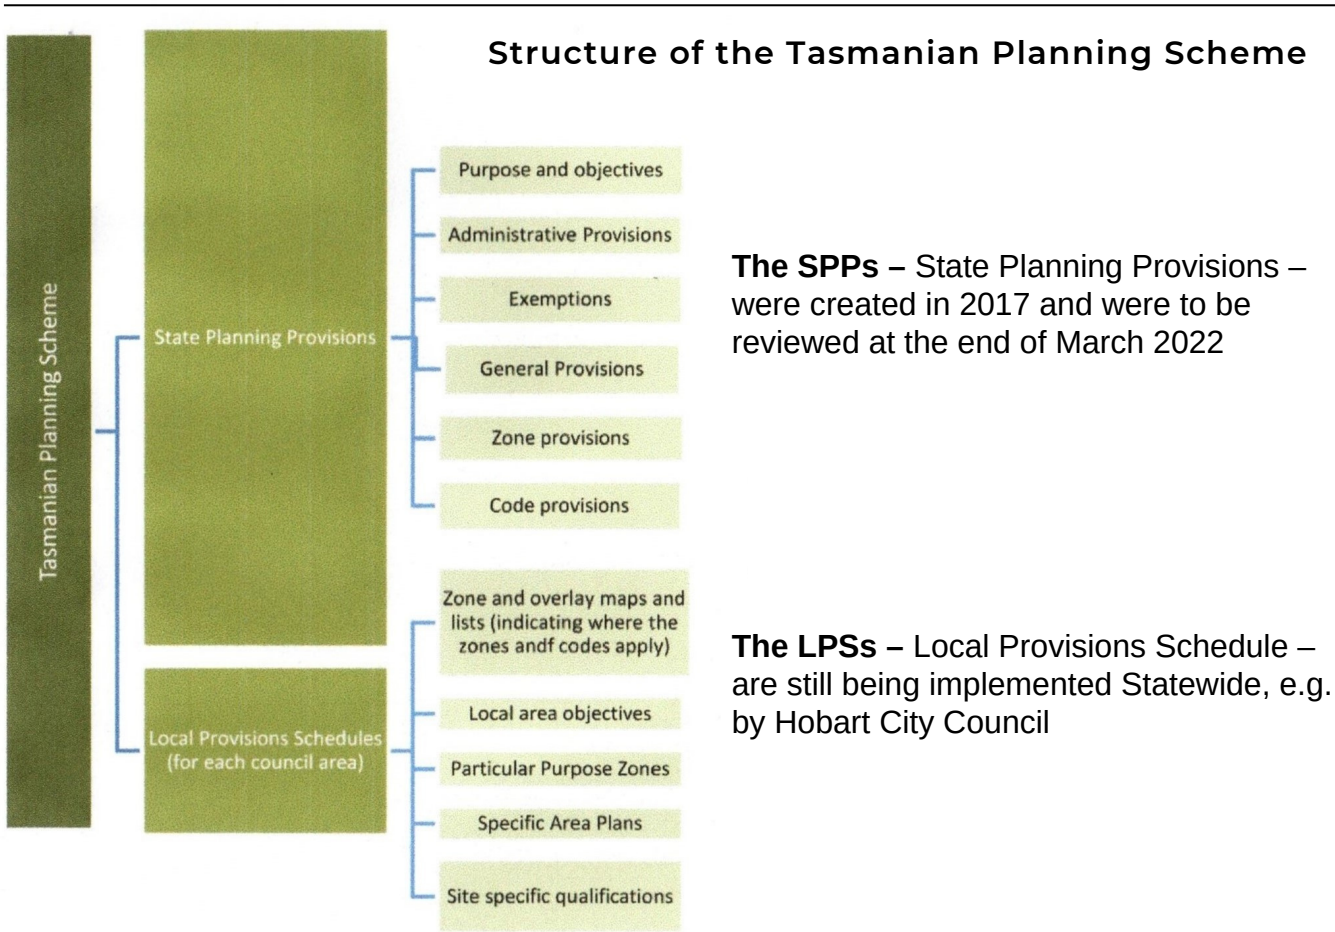 Structure of the Tasmanian Planning Scheme
Tasmanian Planning Scheme
State Planning Provisions
Purpose and objectives
Administrative Provisions
Exemptions
General Provisions
Zone provisions
Code provisions
The SPPs – State Planning Provisions –
were created in 2017 and were to be
reviewed at the end of March 2022
Local Provisions Schedules
(for each council area)
Zone and overlay maps and
lists (indicating where the
zones andf codes apply)
Local area objectives
Particular Purpose Zones
Specific Area Plans
Site specific qualifications
The LPSs – Local Provisions Schedule –
are still being implemented Statewide, e.g.
by Hobart City Council